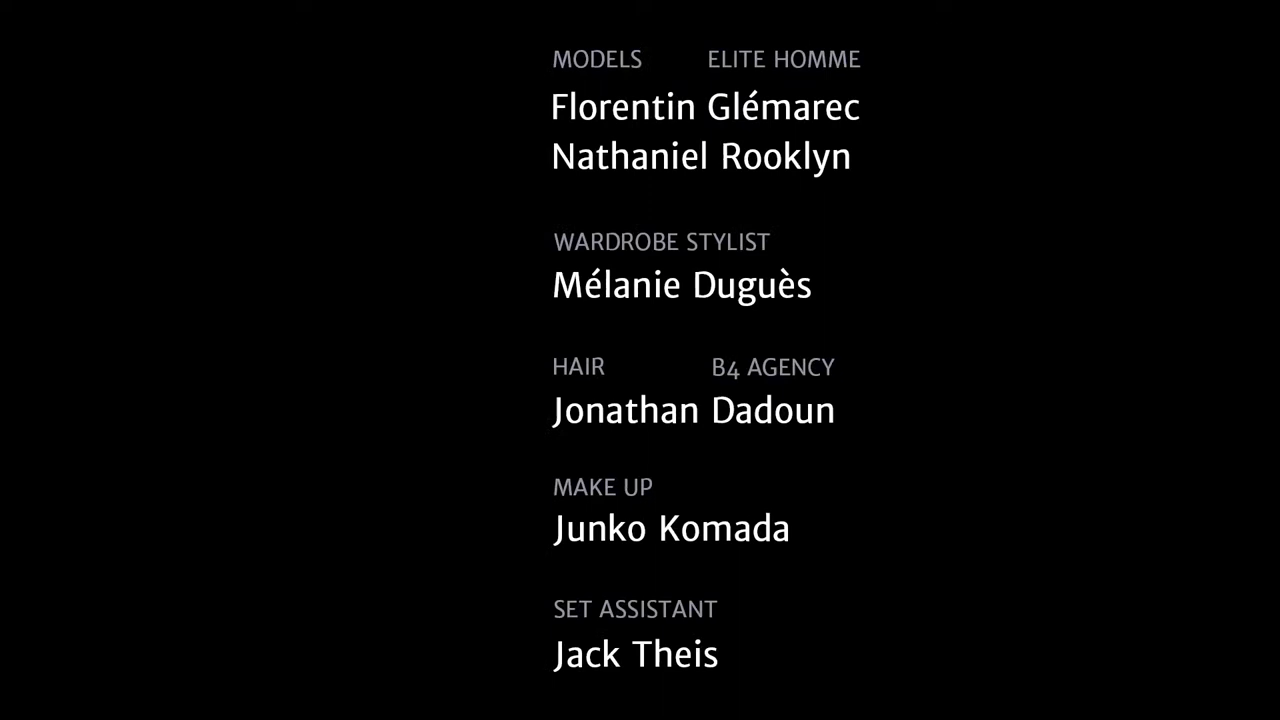 MODELS ELITE HOMME
Florentin Glémarec
Nathaniel Rooklyn
WARDROBE STYLIST
Mélanie Duguès
HAIR B4 AGENCY
Jonathan Dadoun
MAKE UP
Junko Komada
SET ASSISTANT
Jack Theis